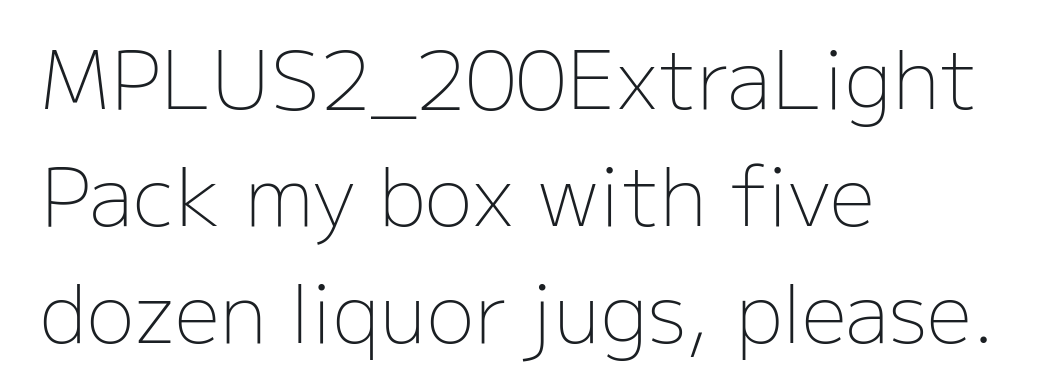 MPLUS2_200ExtraLight
Pack my box with five
dozen liquor jugs, please.